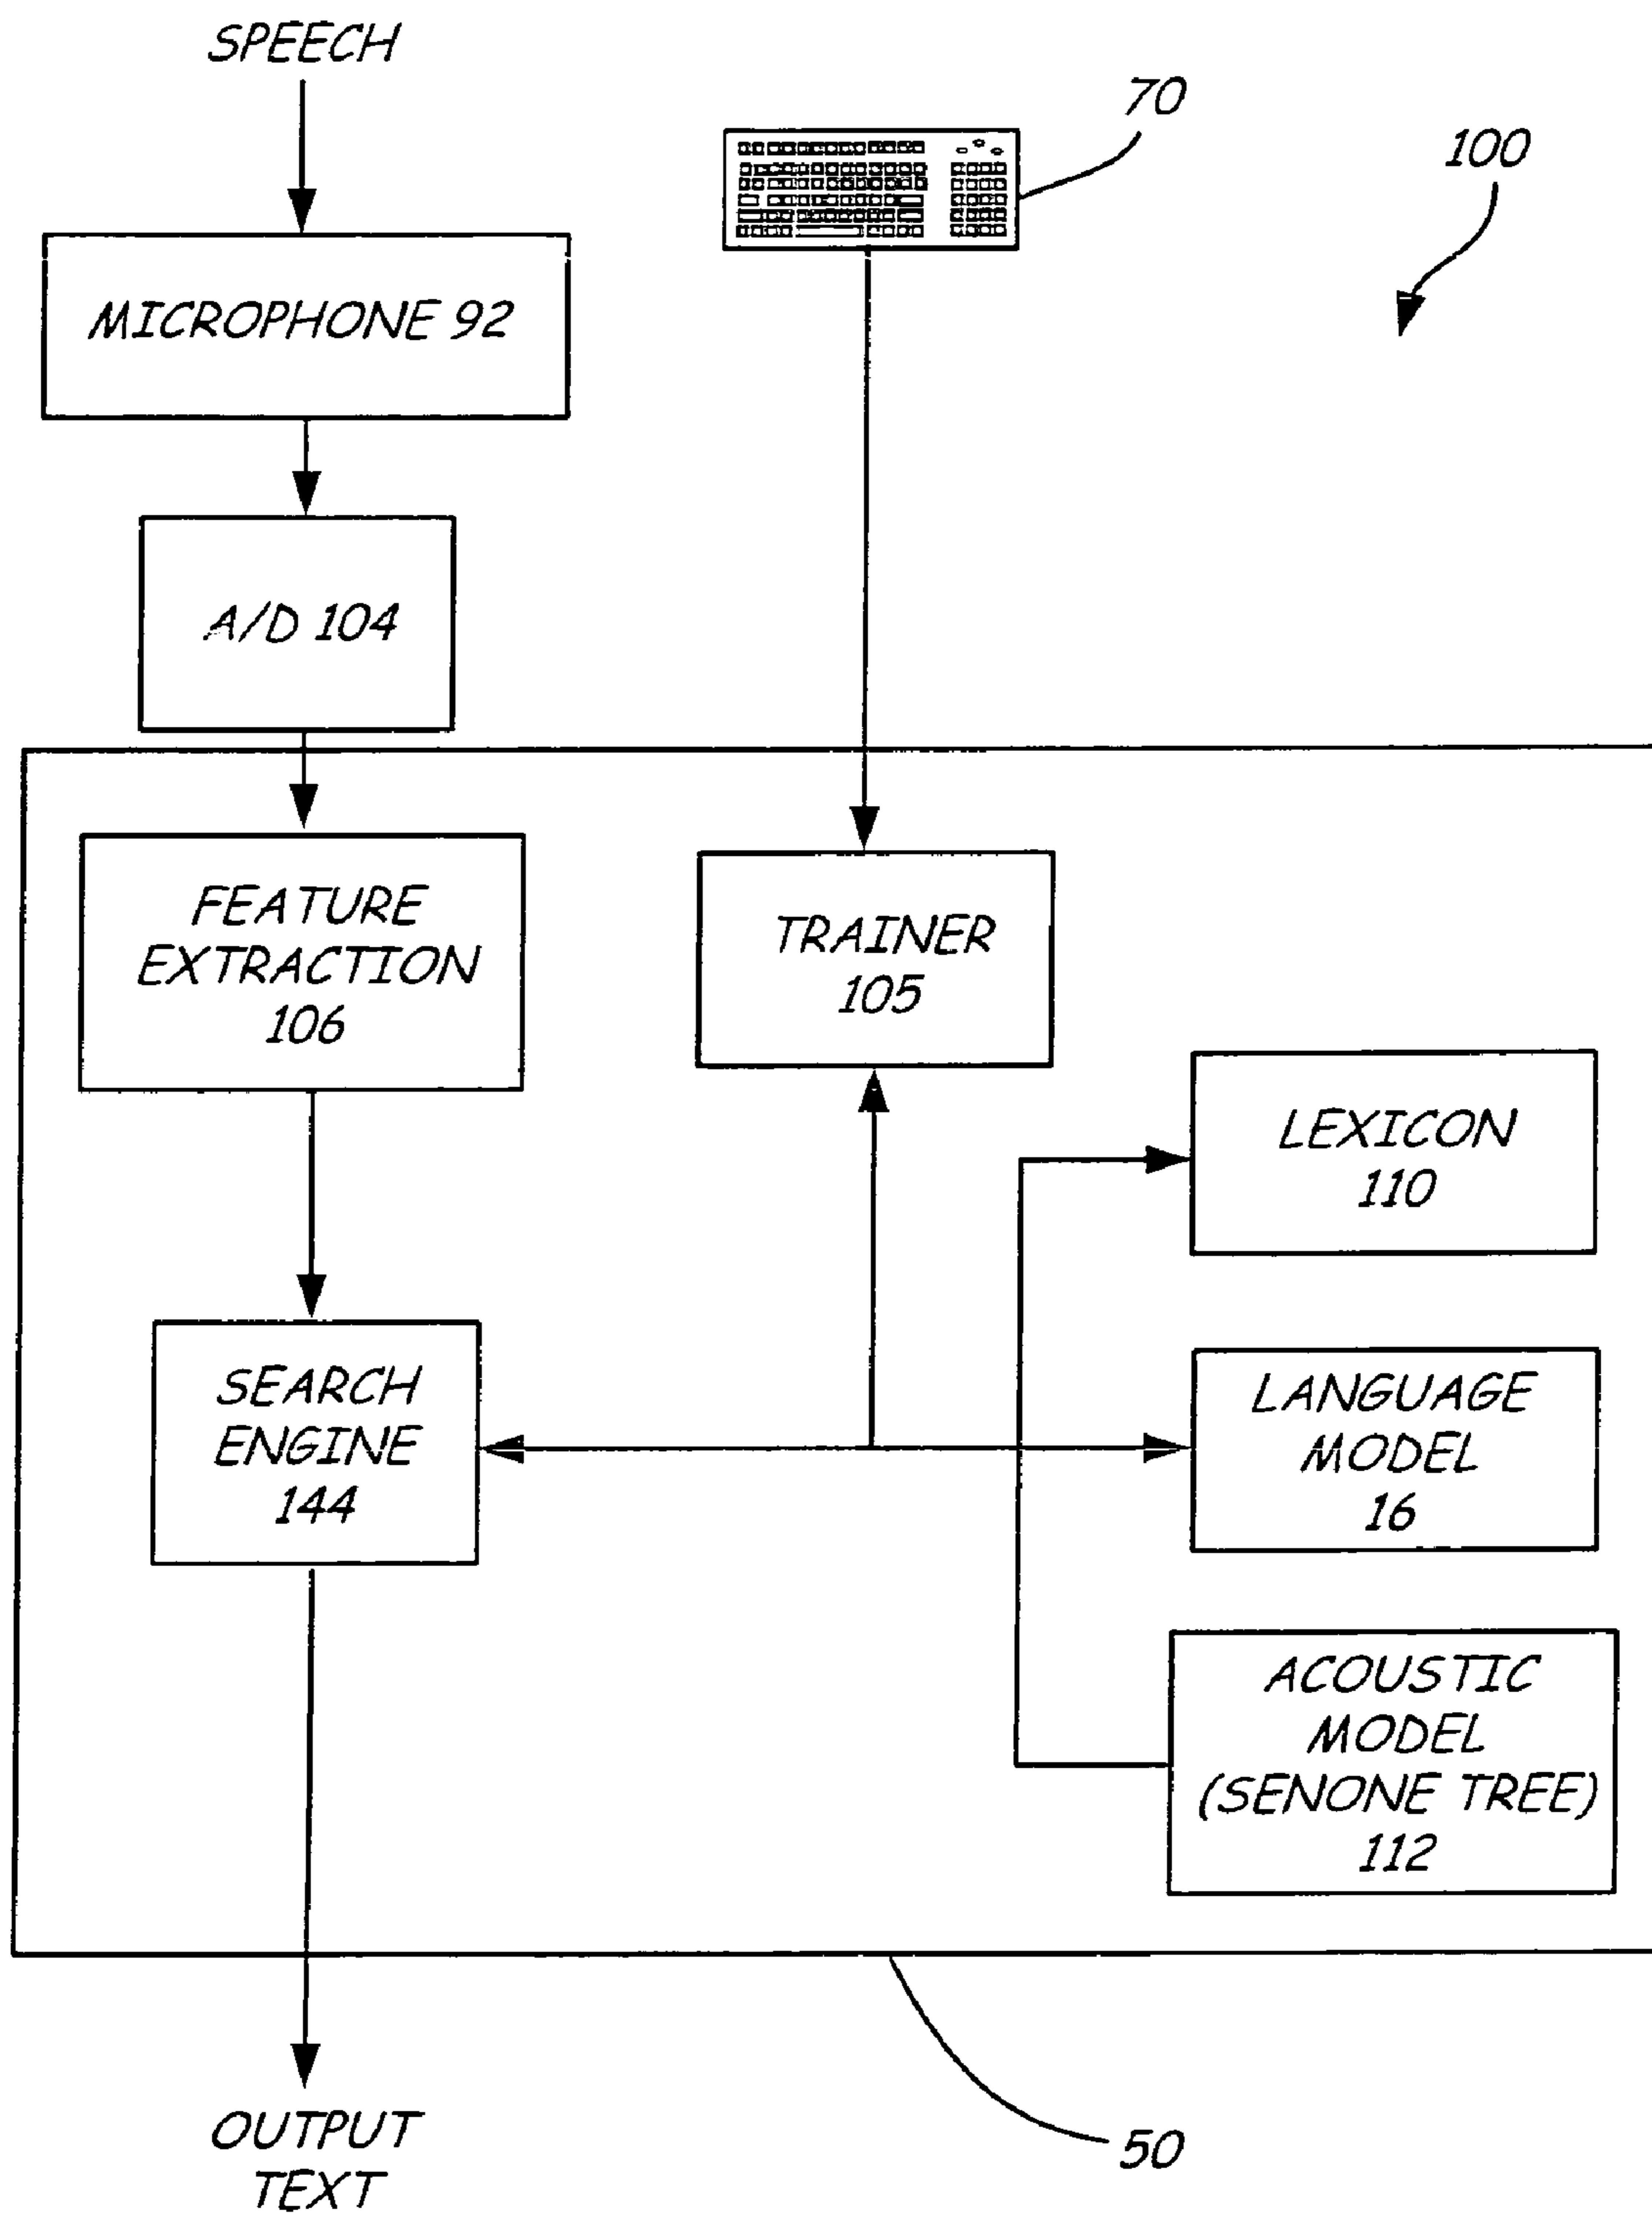 SPEECH
70
100
MICROPHONE 92
A/D 104
FEATURE
EXTRACTION
106
TRAINER
105
LEXICON
110
SEARCH
ENGINE
144
LANGUAGE
MODEL
16
ACOUSTIC
MODEL
(SENONE TREE)
112
OUTPUT
TEXT
50